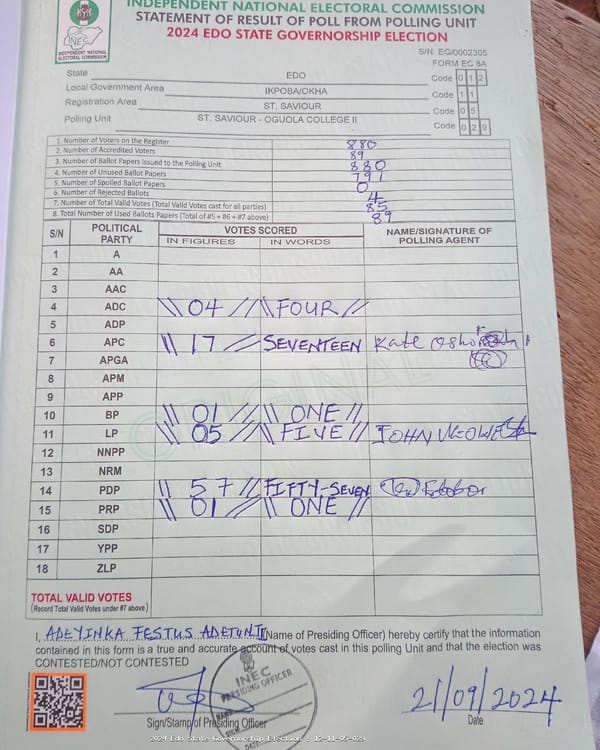 INDEPENDENT NATIONAL ELECTORAL COMMISSION
STATEMENT OF RESULT OF POLL FROM POLLING UNIT
2024 EDO STATE GOVERNORSHIP ELECTION
INEC
INDEPENDENT NATIONAL ELECTORAL COMMISSION
S/N: EG/0002305
FORM EC 8A
State EDO Code 0 1 2
Local Government Area IKPOBA/OKHA Code 1 1
Registration Area ST. SAVIOUR Code 0 5
Polling Unit ST. SAVIOUR - OGUOLA COLLEGE II Code 0 2 9
1. Number of Voters on the Register 880
2. Number of Accredited Voters 89
3. Number of Ballot Papers Issued to the Polling Unit 880
4. Number of Unused Ballot Papers 791
5. Number of Spoiled Ballot Papers 0
6. Number of Rejected Ballots 4
7. Number of Total Valid Votes (Total Valid Votes cast for all parties) 85
8. Total Number of Used Ballots Papers (Total of #5 + #6 + #7 above) 89
S/N POLITICAL PARTY VOTES SCORED NAME/SIGNATURE OF POLLING AGENT
IN FIGURES IN WORDS
1 A
2 AA
3 AAC
4 ADC \\ 04 // \\ FOUR //
5 ADP
6 APC \\ 17 // SEVENTEEN Kate
7 APGA
8 APM
9 APP
10 BP \\ 01 // \\ ONE //
11 LP \\ 05 // \\ FIVE // JOHN
12 NNPP
13 NRM
14 PDP \\ 57 // FIFTY-SEVEN
15 PRP \\ 01 // \\ ONE //
16 SDP
17 YPP
18 ZLP
ORIGINAL
TOTAL VALID VOTES
(Record Total Valid Votes under #7 above)
I, ADEYINKA FESTUS ADETUNJI (Name of Presiding Officer) hereby certify that the information
contained in this form is a true and accurate account of votes cast in this polling Unit and that the election was
CONTESTED/NOT CONTESTED
INEC
PRESIDING OFFICER
DATE
21/09/2024
Sign/Stamp of Presiding Officer Date
2024 Edo State Governorship Election - 12-11-05-029